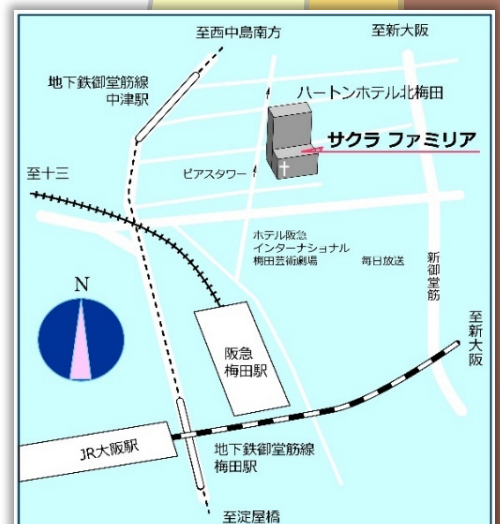 至西中島南方
至新大阪
地下鉄御堂筋線
中津駅
ハートンホテル北梅田
サクラ ファミリア
至十三
ピアスタワー
ホテル阪急
インターナショナル
梅田芸術劇場
毎日放送
新御堂筋
N
至新大阪
阪急
梅田駅
JR大阪駅
地下鉄御堂筋線
梅田駅
至淀屋橋